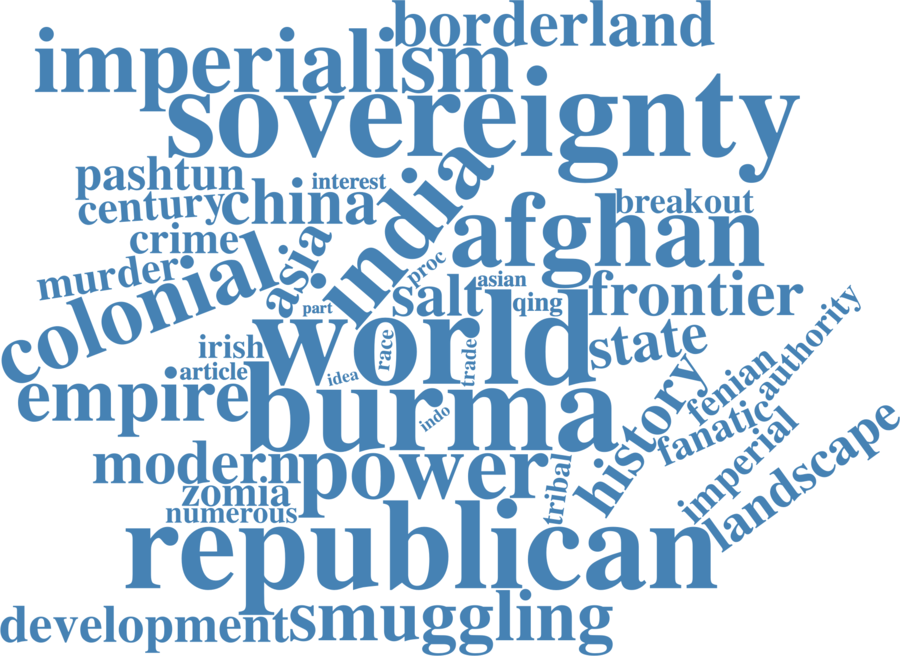 borderland
imperialism
sovereignty
pashtun
interest
india
century
china
breakout
afghan
crime
asia
murder
proc
colonial
salt
asian
qing
frontier
part
world
authority
irish
race
trade
state
article
idea
empire
burma
indo
history
fenian
fanatic
modern
power
tribal
imperial
landscape
zomia
numerous
republican
development
smuggling